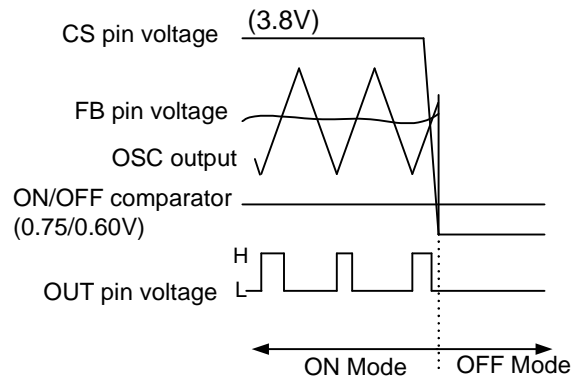 CS pin voltage
(3.8V)
FB pin voltage
OSC output
ON/OFF comparator
(0.75/0.60V)
H
OUT pin voltage
L
ON Mode
OFF Mode